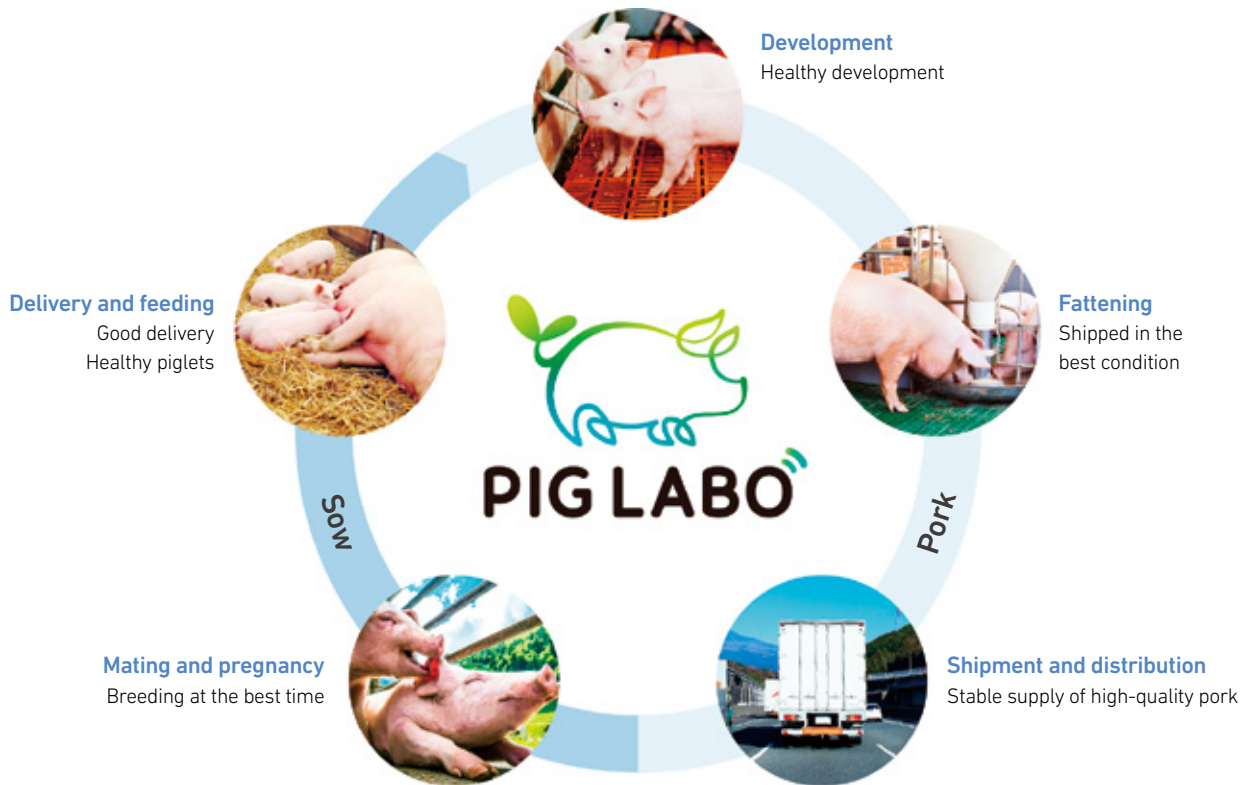 Development
Healthy development
Delivery and feeding
Good delivery
Healthy piglets
Fattening
Shipped in the
best condition
PIG LABO
Sow
Pork
Mating and pregnancy
Breeding at the best time
Shipment and distribution
Stable supply of high-quality pork